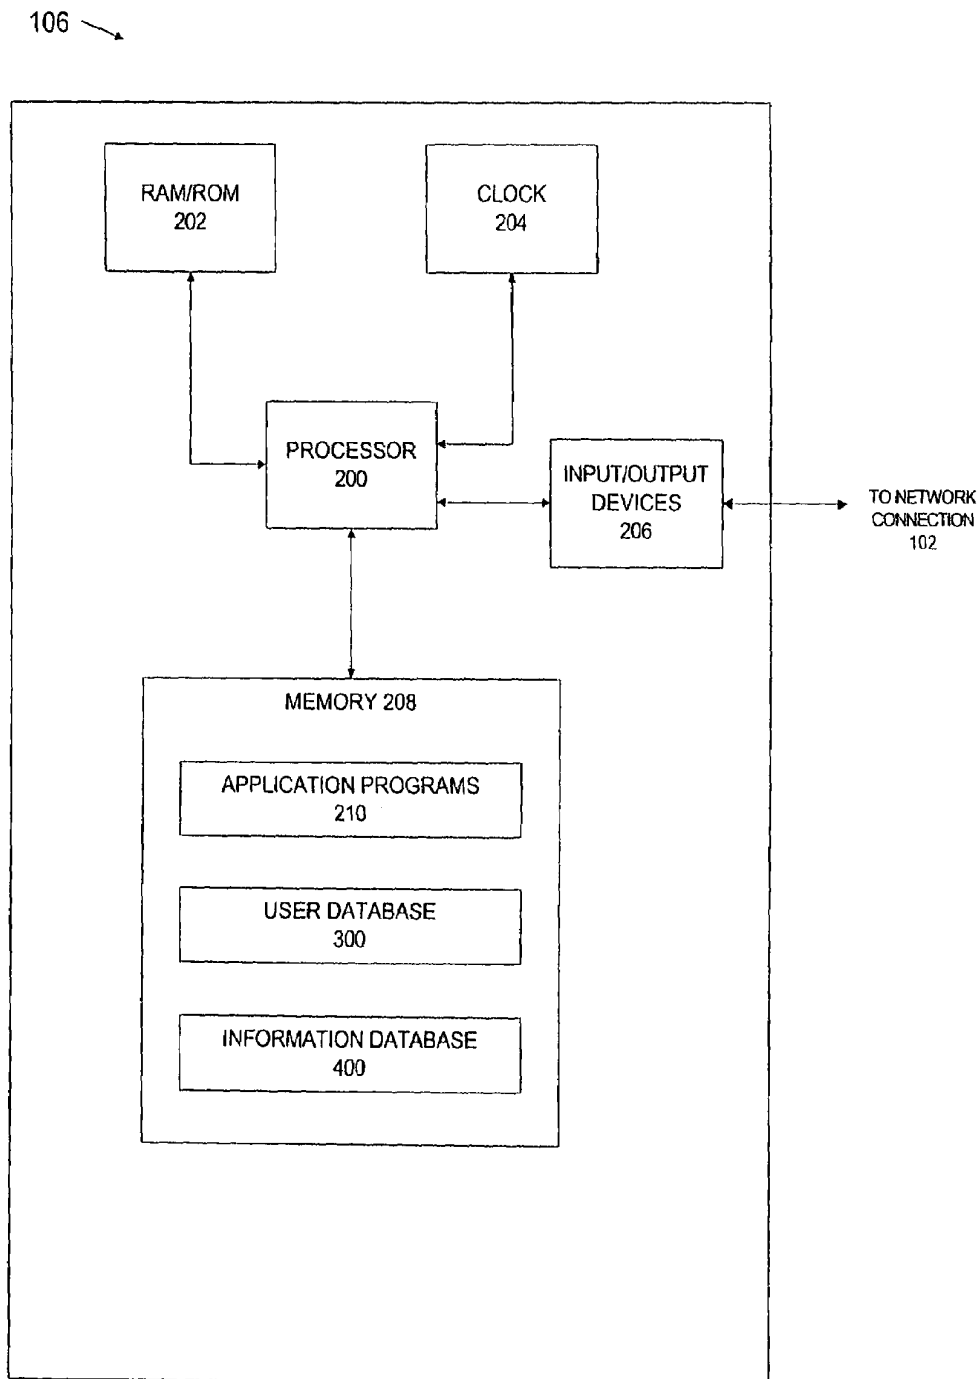 106
RAM/ROM
202
CLOCK
204
PROCESSOR
200
INPUT/OUTPUT
DEVICES
206
TO NETWORK
CONNECTION
102
MEMORY 208
APPLICATION PROGRAMS
210
USER DATABASE
300
INFORMATION DATABASE
400